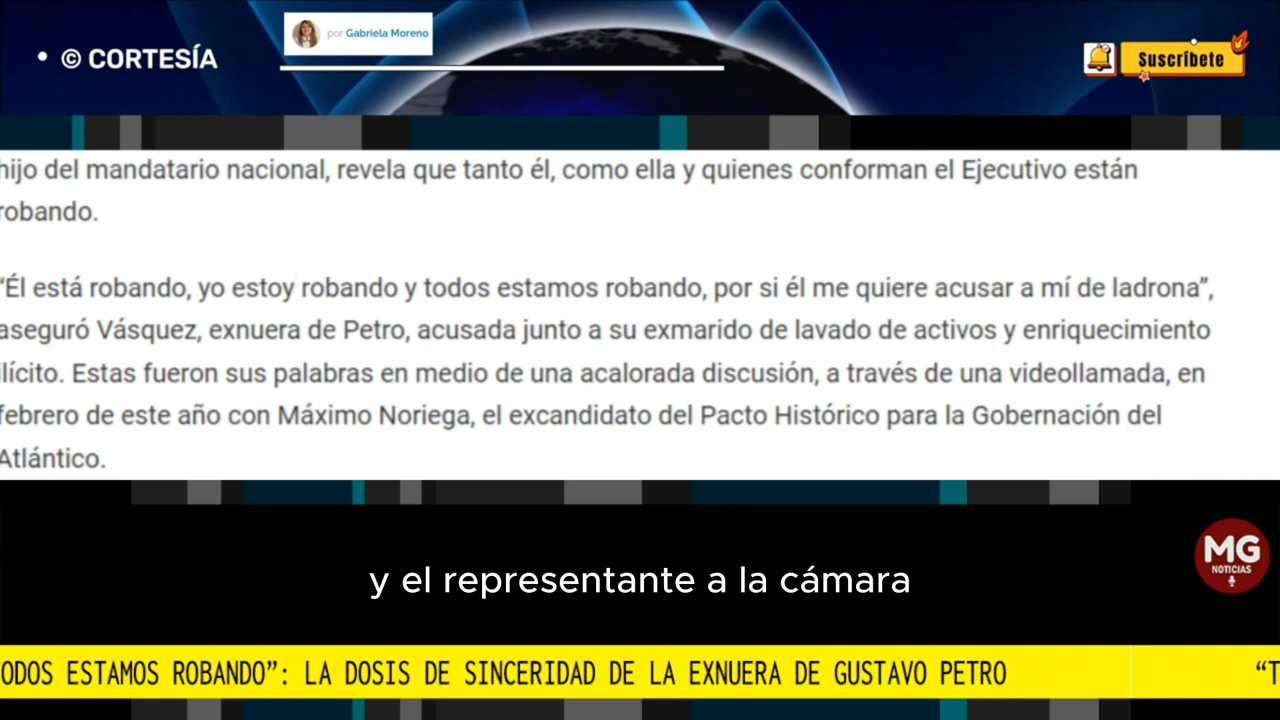 • © CORTESÍA
por Gabriela Moreno
Suscríbete
hijo del mandatario nacional, revela que tanto él, como ella y quienes conforman el Ejecutivo están
robando.
“Él está robando, yo estoy robando y todos estamos robando, por si él me quiere acusar a mí de ladrona”,
aseguró Vásquez, exnuera de Petro, acusada junto a su exmarido de lavado de activos y enriquecimiento
ilícito. Estas fueron sus palabras en medio de una acalorada discusión, a través de una videollamada, en
febrero de este año con Máximo Noriega, el excandidato del Pacto Histórico para la Gobernación del
Atlántico.
MG
NOTICIAS
y el representante a la cámara
ODOS ESTAMOS ROBANDO”: LA DOSIS DE SINCERIDAD DE LA EXNUERA DE GUSTAVO PETRO “T